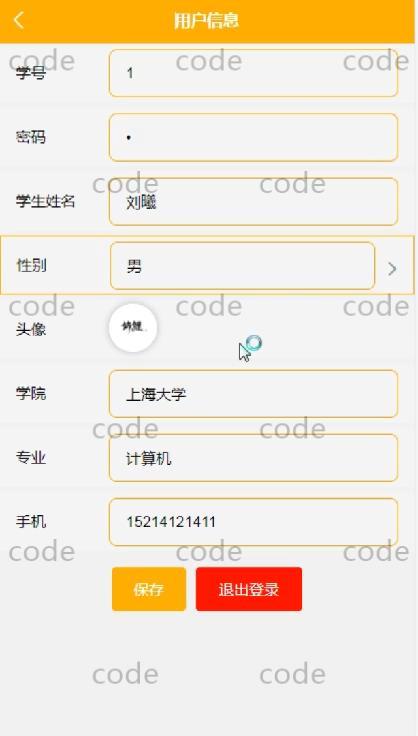 用户信息
code code code
学号 1
密码 •
code code
学生姓名 刘曦
性别 男
code code code
头像
学院 上海大学
code code
专业 计算机
手机 15214121411
code code code
保存 退出登录
code code